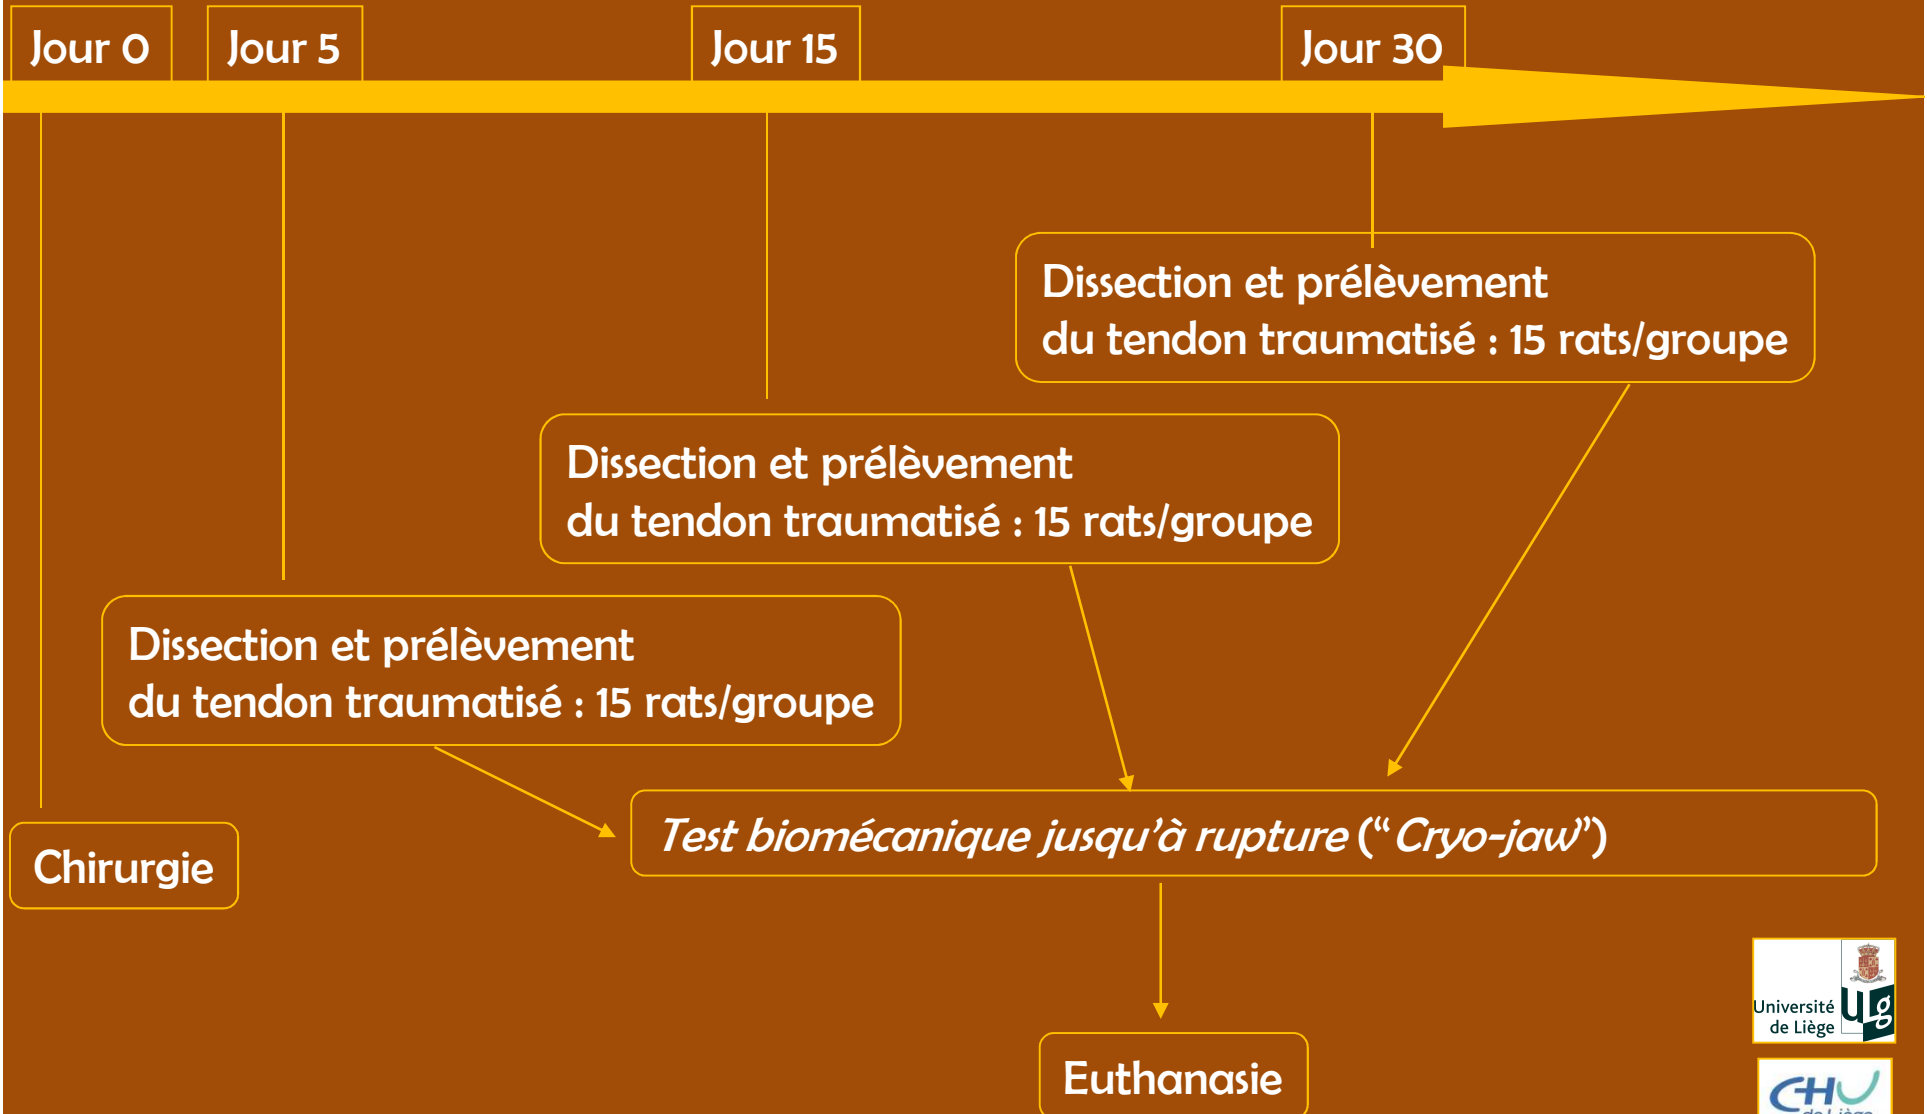 Jour 0
Jour 5
Jour 15
Jour 30
Dissection et prélèvement
du tendon traumatisé : 15 rats/groupe
Dissection et prélèvement
du tendon traumatisé : 15 rats/groupe
Dissection et prélèvement
du tendon traumatisé : 15 rats/groupe
Test biomécanique jusqu’à rupture (“Cryo-jaw”)
Chirurgie
Euthanasie
Université
de Liège
ULg
CHU
de Liège